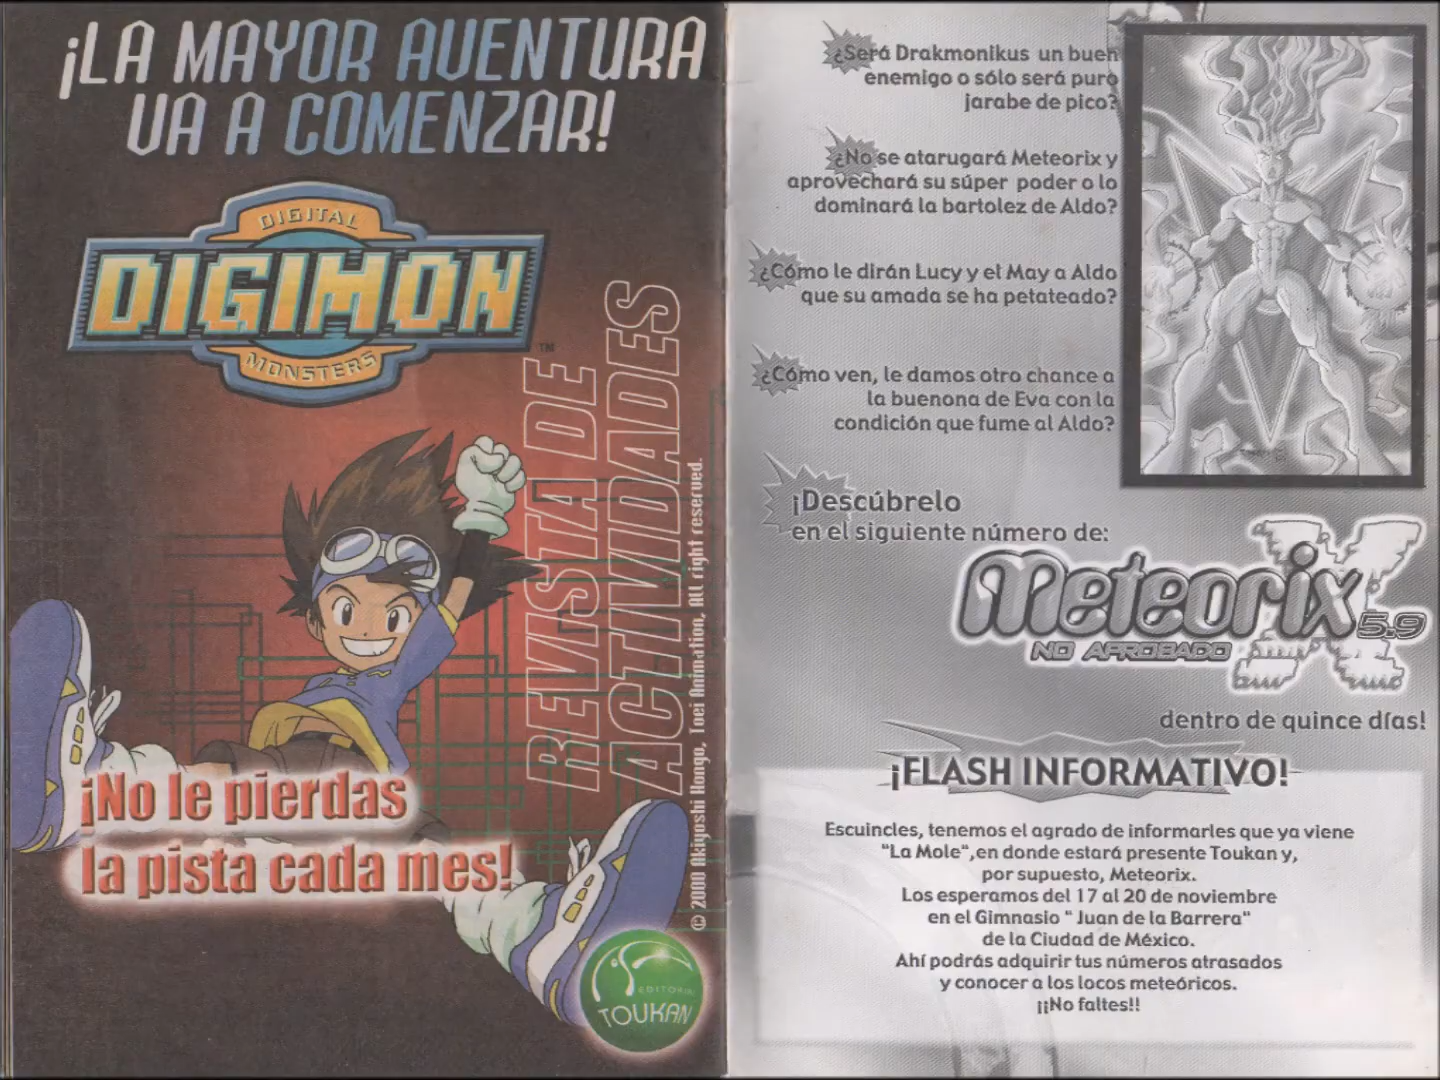 ¡LA MAYOR AVENTURA
VA A COMENZAR!
DIGITAL
DIGIMON
MONSTERS
TM
REVISTA DE
ACTIVIDADES
© 2000 Akiyoshi Hongo, Toei Animation, All right reserved.
¡No le pierdas
la pista cada mes!
EDITORIAL
TOUKAN
¿Será Drakmonikus un buen
enemigo o sólo será puro
jarabe de pico?
¿No se atarugará Meteorix y
aprovechará su súper poder o lo
dominará la bartolez de Aldo?
¿Cómo le dirán Lucy y el May a Aldo
que su amada se ha petateado?
¿Cómo ven, le damos otro chance a
la buenona de Eva con la
condición que fume al Aldo?
¡Descúbrelo
en el siguiente número de:
Meteorix X
5.9
NO APROBADO
dentro de quince días!
¡FLASH INFORMATIVO!
Escuincles, tenemos el agrado de informarles que ya viene
"La Mole",en donde estará presente Toukan y,
por supuesto, Meteorix.
Los esperamos del 17 al 20 de noviembre
en el Gimnasio " Juan de la Barrera"
de la Ciudad de México.
Ahí podrás adquirir tus números atrasados
y conocer a los locos meteóricos.
¡¡No faltes!!